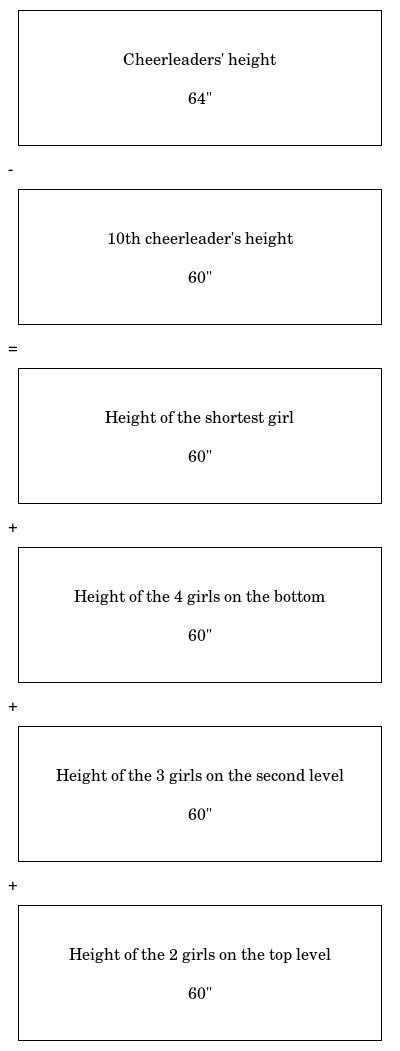 Cheerleaders' height
64"
-
10th cheerleader's height
60"
=
Height of the shortest girl
60"
+
Height of the 4 girls on the bottom
60"
+
Height of the 3 girls on the second level
60"
+
Height of the 2 girls on the top level
60"